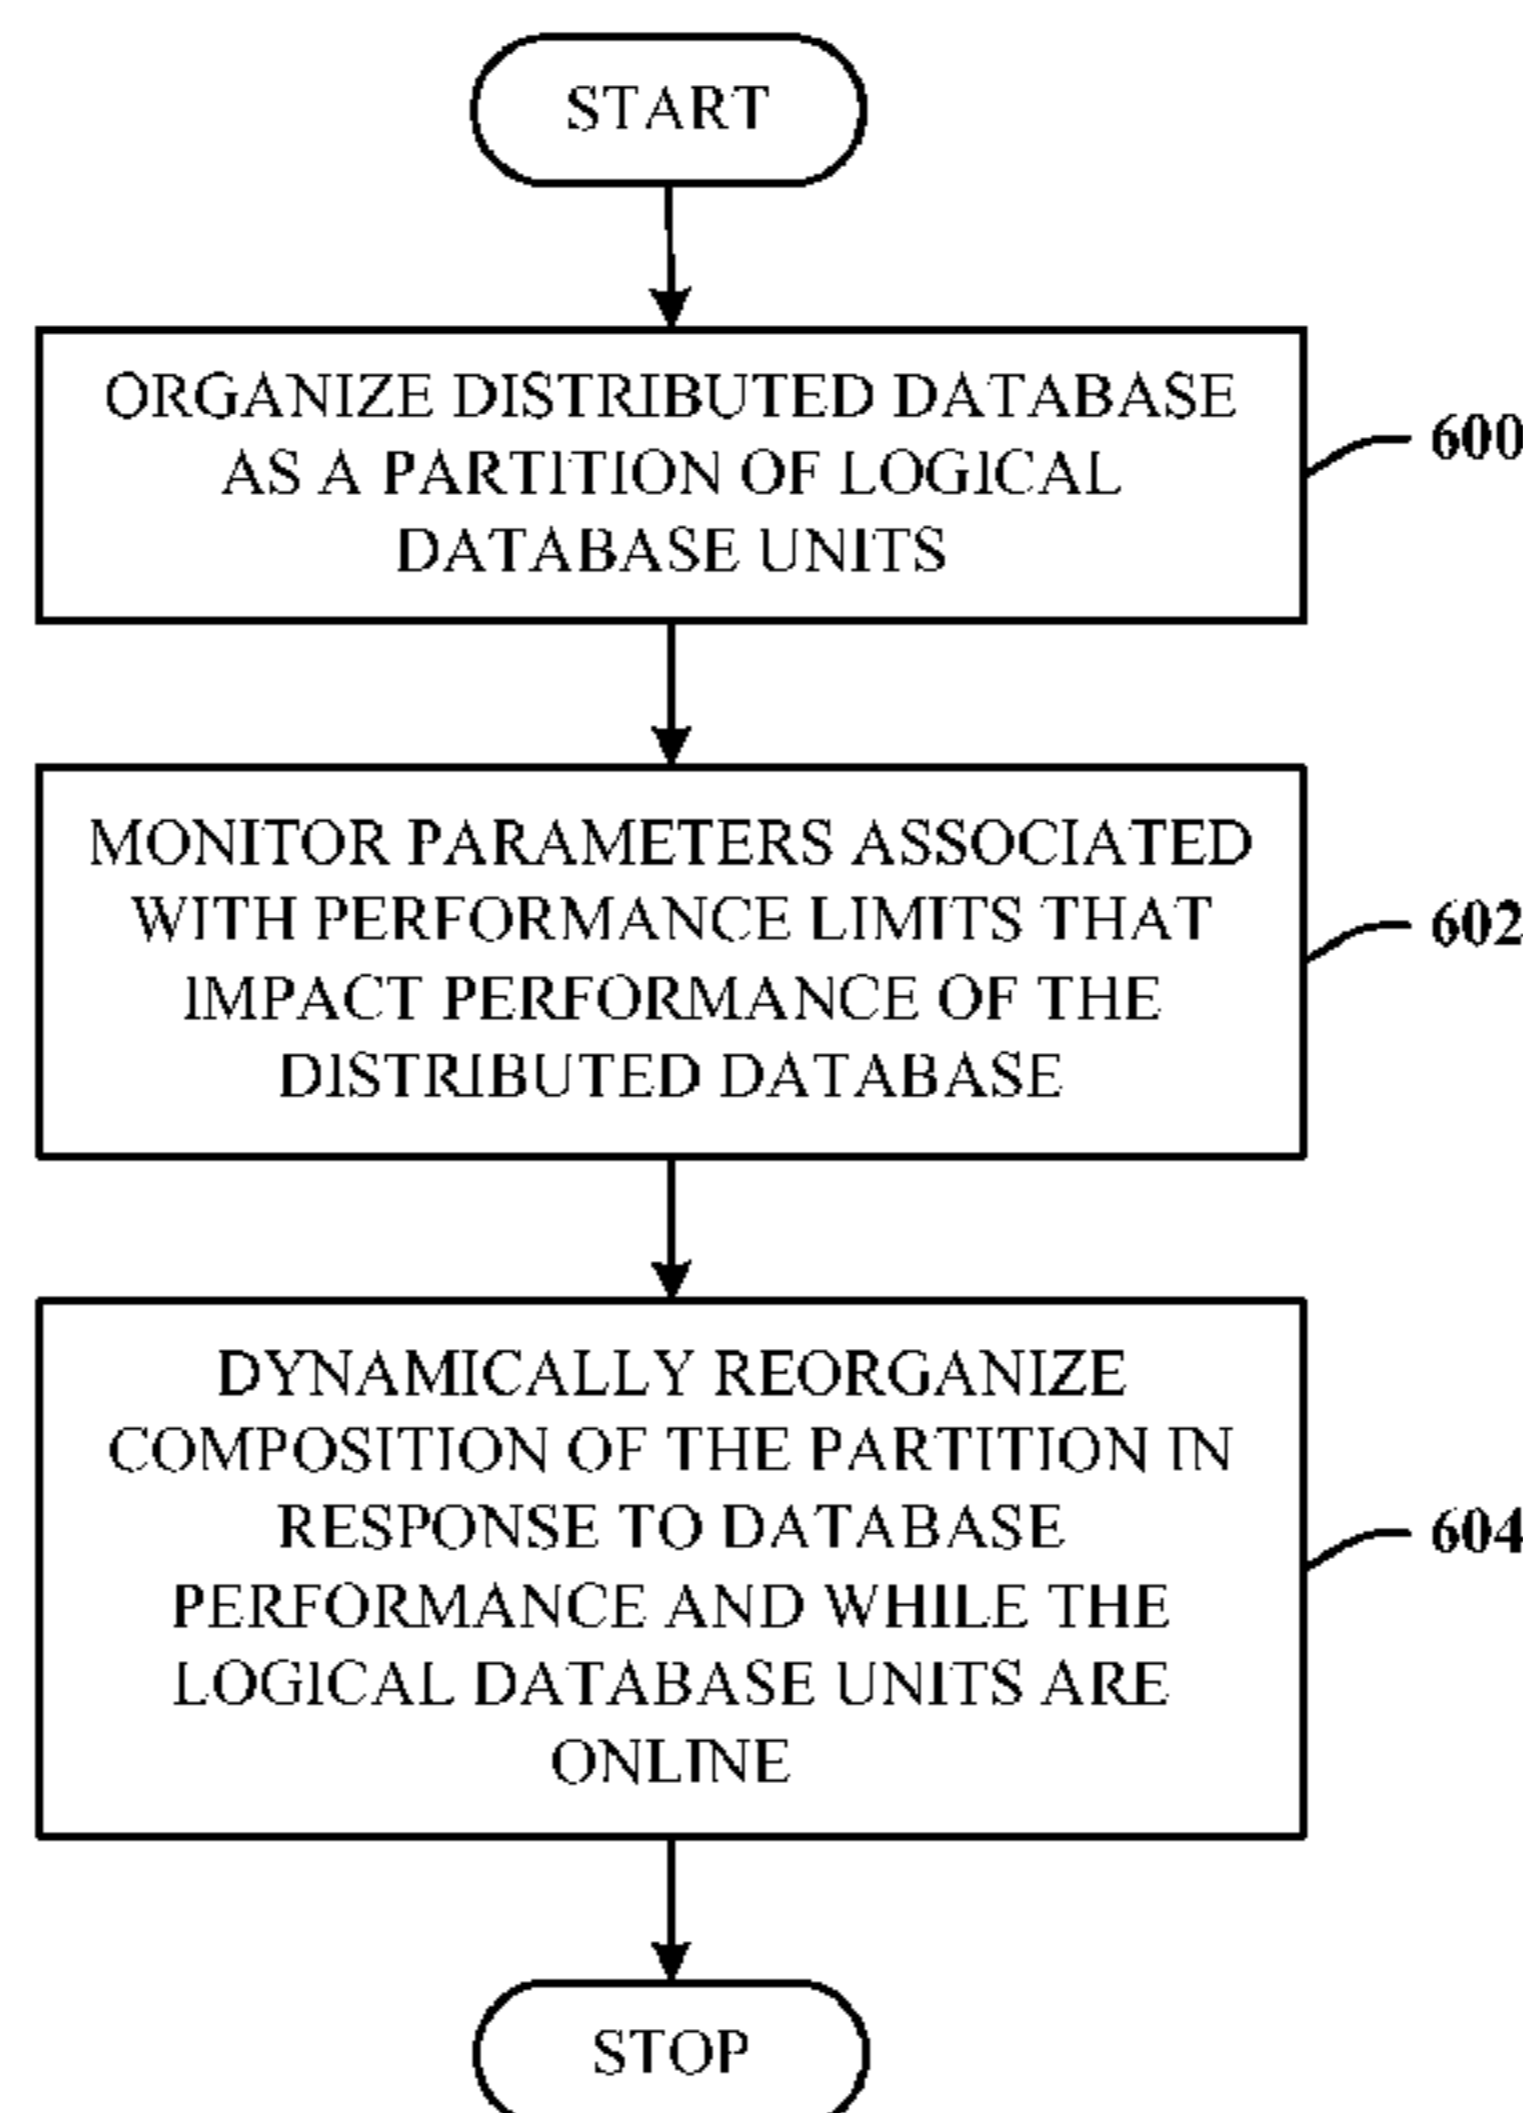 START
ORGANIZE DISTRIBUTED DATABASE
AS A PARTITION OF LOGICAL
DATABASE UNITS
600
MONITOR PARAMETERS ASSOCIATED
WITH PERFORMANCE LIMITS THAT
IMPACT PERFORMANCE OF THE
DISTRIBUTED DATABASE
602
DYNAMICALLY REORGANIZE
COMPOSITION OF THE PARTITION IN
RESPONSE TO DATABASE
PERFORMANCE AND WHILE THE
LOGICAL DATABASE UNITS ARE
ONLINE
604
STOP